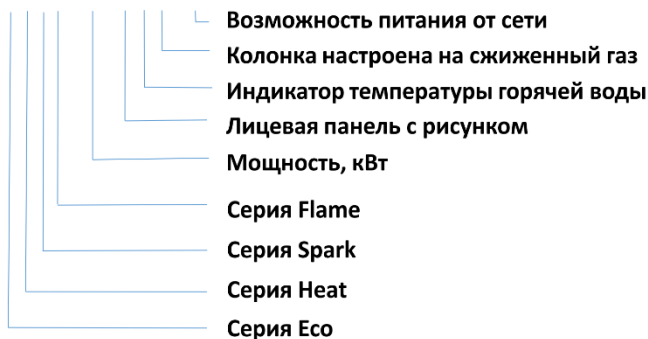 Возможность питания от сети
Колонка настроена на сжиженный газ
Индикатор температуры горячей воды
Лицевая панель с рисунком
Мощность, кВт
Серия Flame
Серия Spark
Серия Heat
Серия Eco